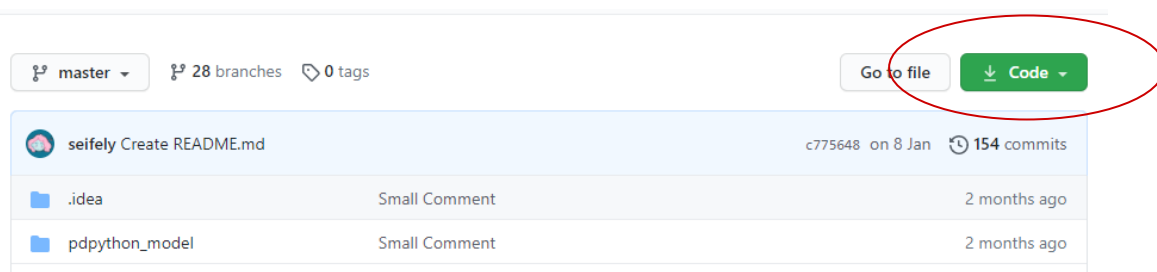 master 28 branches 0 tags Go to file Code
seifely Create README.md c775648 on 8 Jan 154 commits
.idea Small Comment 2 months ago
pdpython_model Small Comment 2 months ago